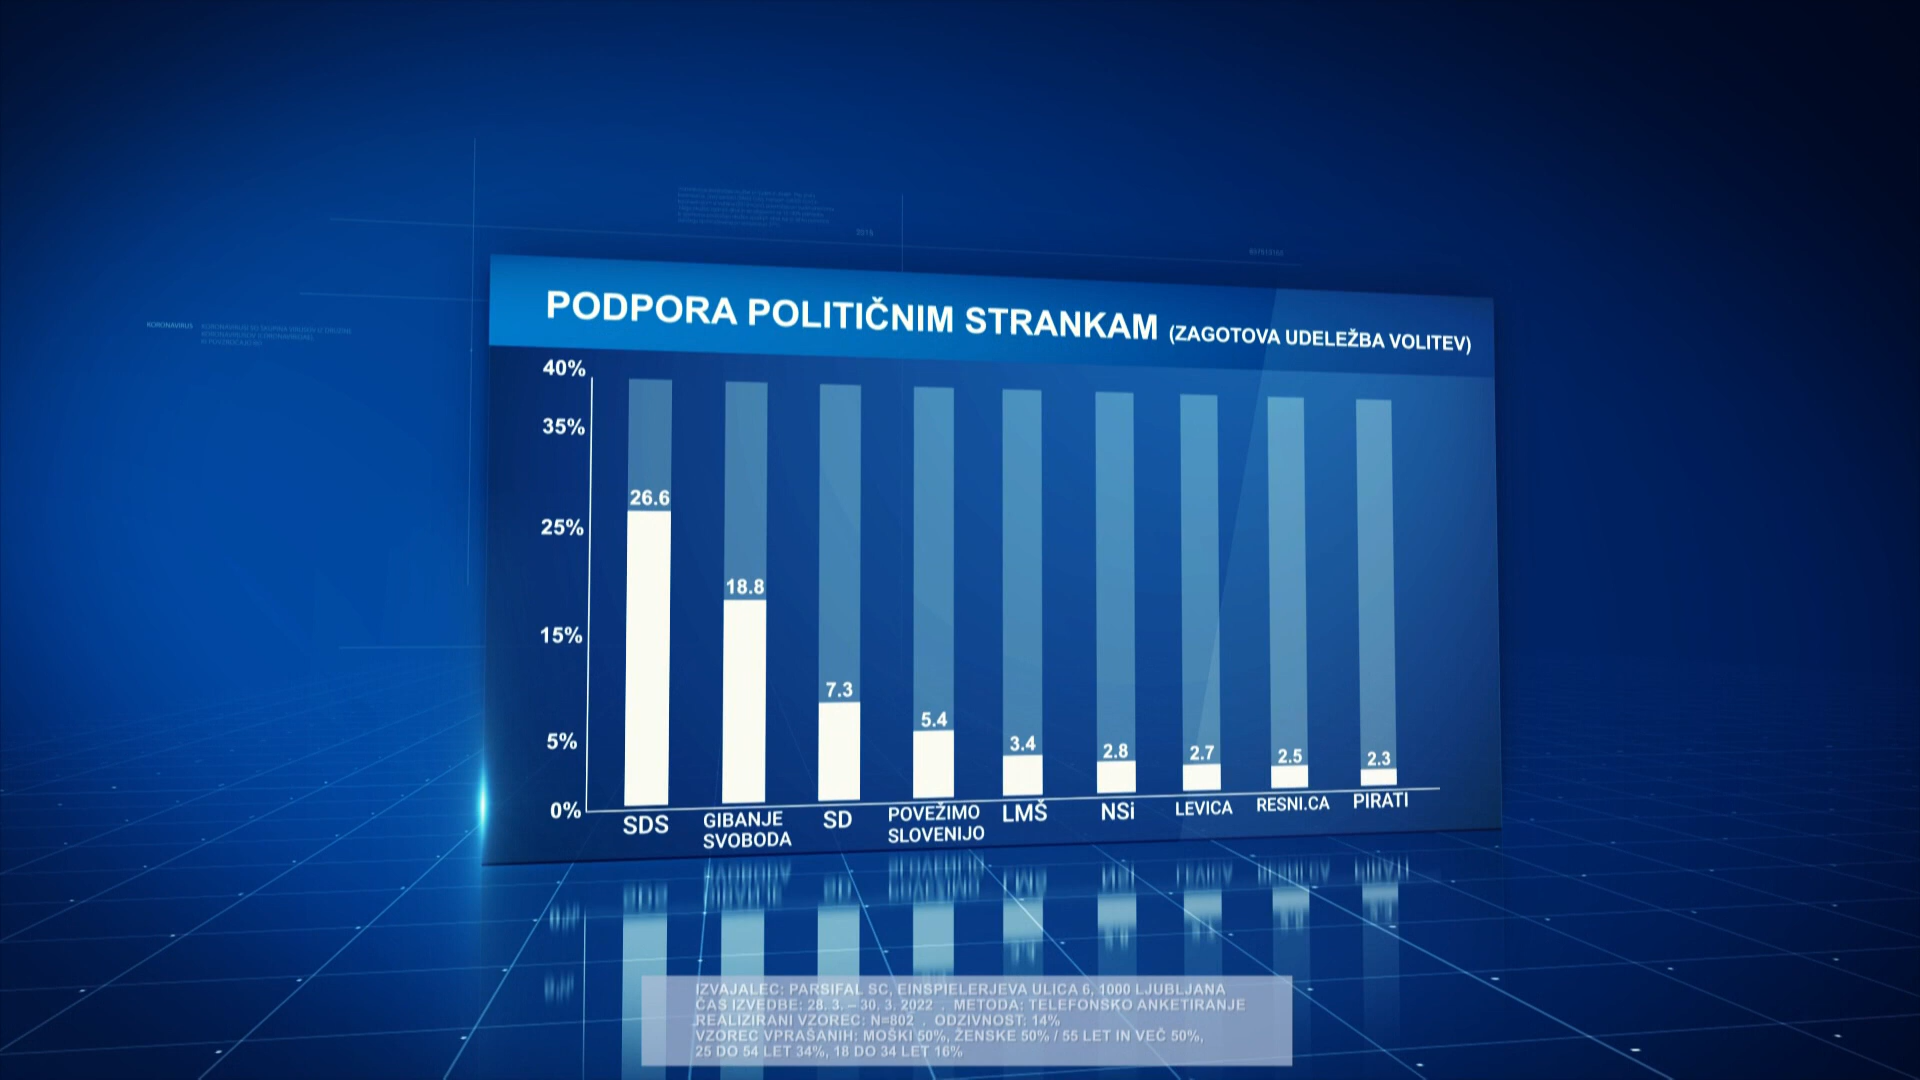 2015
KORONAVIRUS
PODPORA POLITIČNIM STRANKAM (ZAGOTOVA UDELEŽBA VOLITEV)
40%
35%
25%
15%
5%
0%
26.6
18.8
7.3
5.4
3.4
2.8
2.7
2.5
2.3
SDS
GIBANJE
SVOBODA
SD
POVEŽIMO
SLOVENIJO
LMŠ
NSi
LEVICA
RESNI.CA
PIRATI
IZVAJALEC: PARSIFAL SC, EINSPIELERJEVA ULICA 6, 1000 LJUBLJANA
ČAS IZVEDBE: 28. 3. – 30. 3. 2022 . METODA: TELEFONSKO ANKETIRANJE
REALIZIRANI VZOREC: N=802 . ODZIVNOST: 14%
VZOREC VPRAŠANIH: MOŠKI 50%, ŽENSKE 50% / 55 LET IN VEČ 50%,
25 DO 54 LET 34%, 18 DO 34 LET 16%